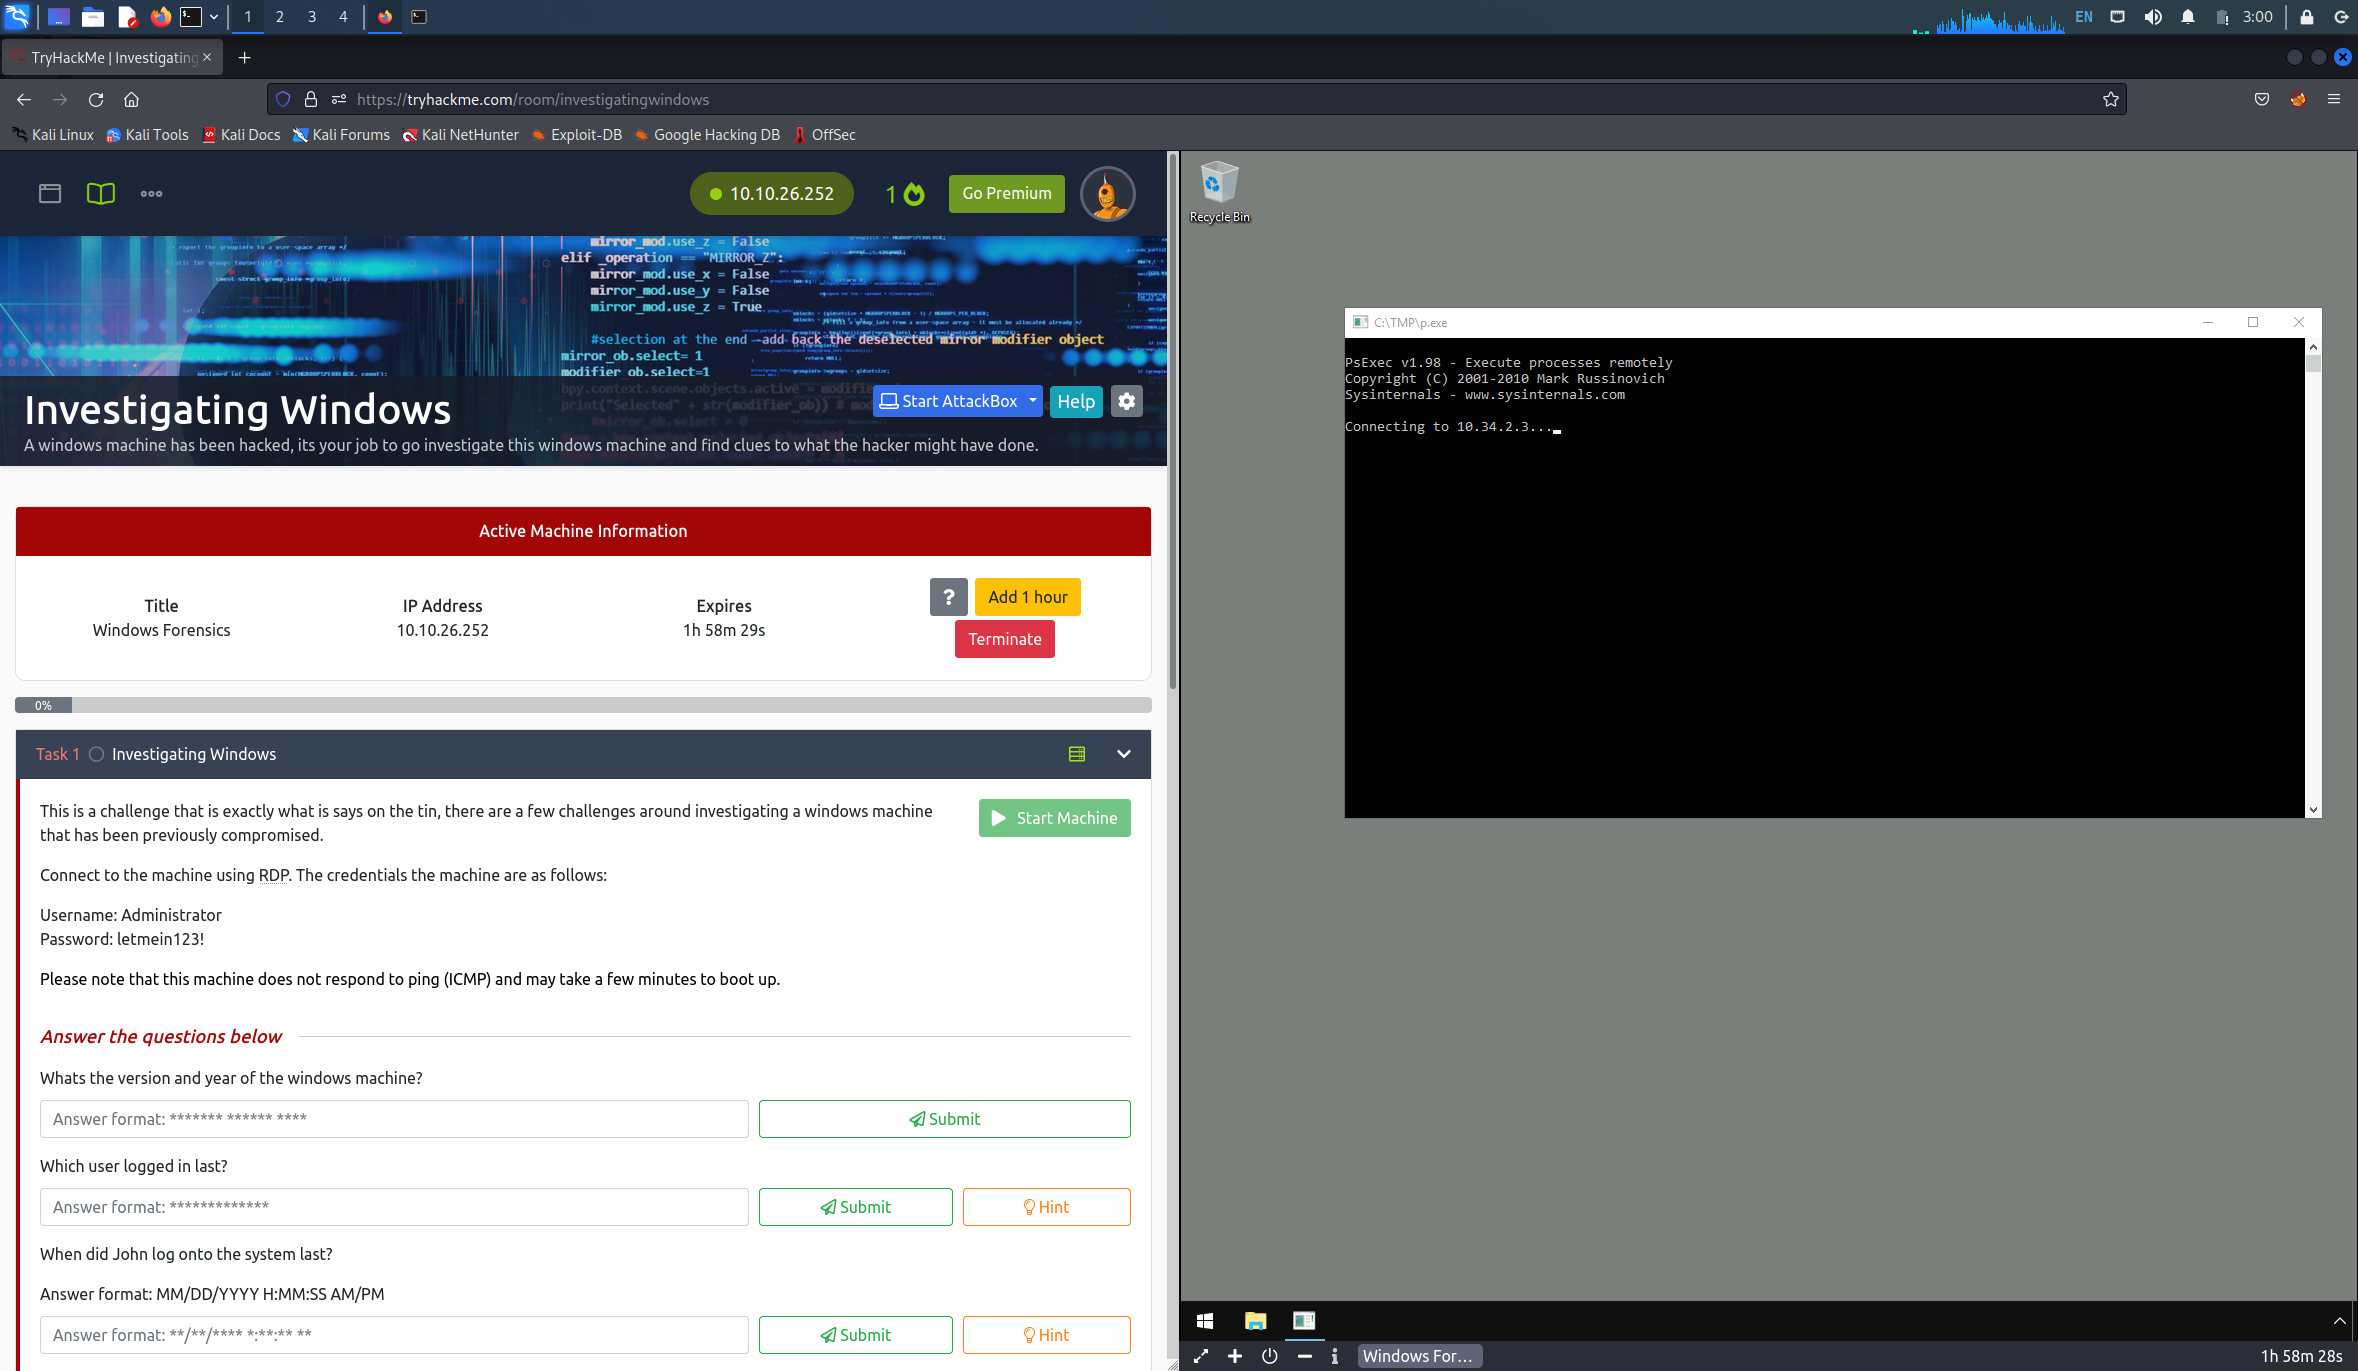 1 2 3 4
EN 3:00
TryHackMe | Investigating
https://tryhackme.com/room/investigatingwindows
Kali Linux Kali Tools Kali Docs Kali Forums Kali NetHunter Exploit-DB Google Hacking DB OffSec
10.10.26.252 1 Go Premium
mirror_mod.use_z = False
elif _operation == "MIRROR_Z":
mirror_mod.use_x = False
mirror_mod.use_y = False
mirror_mod.use_z = True
#selection at the end -add back the deselected mirror modifier object
mirror_ob.select= 1
modifier_ob.select=1
Start AttackBox Help
Investigating Windows
A windows machine has been hacked, its your job to go investigate this windows machine and find clues to what the hacker might have done.
Active Machine Information
Title IP Address Expires
Windows Forensics 10.10.26.252 1h 58m 29s
? Add 1 hour
Terminate
0%
Task 1 Investigating Windows
This is a challenge that is exactly what is says on the tin, there are a few challenges around investigating a windows machine
that has been previously compromised.
Start Machine
Connect to the machine using RDP. The credentials the machine are as follows:
Username: Administrator
Password: letmein123!
Please note that this machine does not respond to ping (ICMP) and may take a few minutes to boot up.
Answer the questions below
Whats the version and year of the windows machine?
Answer format: ******* ****** **** Submit
Which user logged in last?
Answer format: ************* Submit Hint
When did John log onto the system last?
Answer format: MM/DD/YYYY H:MM:SS AM/PM
Answer format: **/**/**** *:**:** ** Submit Hint
Recycle Bin
C:\TMP\p.exe
PsExec v1.98 - Execute processes remotely
Copyright (C) 2001-2010 Mark Russinovich
Sysinternals - www.sysinternals.com
Connecting to 10.34.2.3...
Windows For... 1h 58m 28s